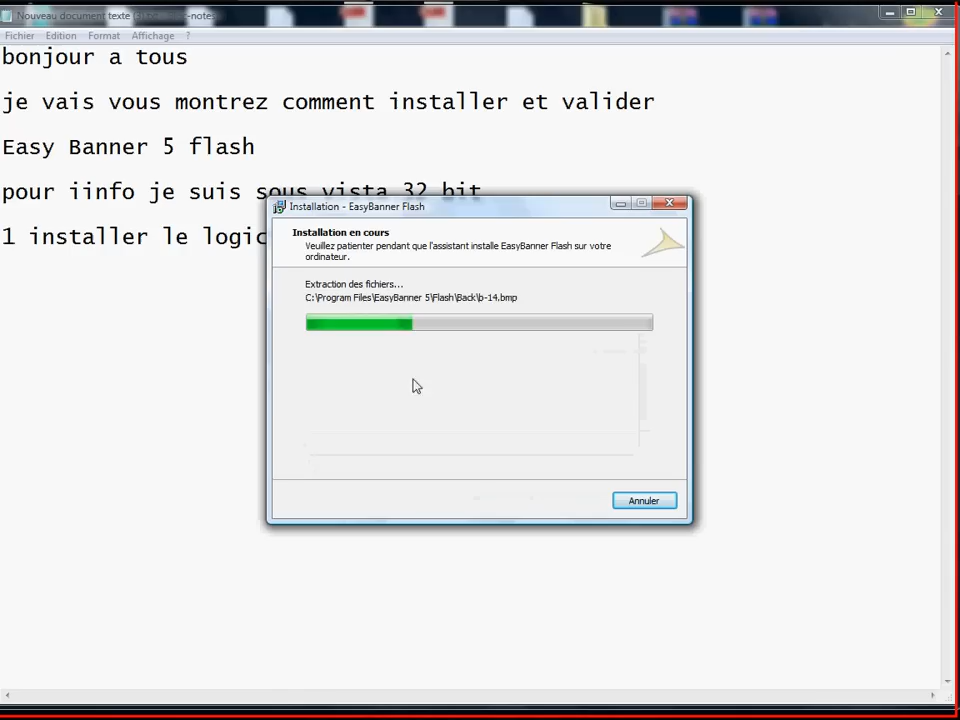 Nouveau document texte
Fichier Edition Format Affichage ?
bonjour a tous
je vais vous montrez comment installer et valider
Easy Banner 5 flash
pour iinfo je suis sous vista 32 bit
1 installer le logic
Installation - EasyBanner Flash
Installation en cours
Veuillez patienter pendant que l'assistant installe EasyBanner Flash sur votre
ordinateur.
Extraction des fichiers...
C:\Program Files\EasyBanner 5\Flash\Back\b-14.bmp
Annuler